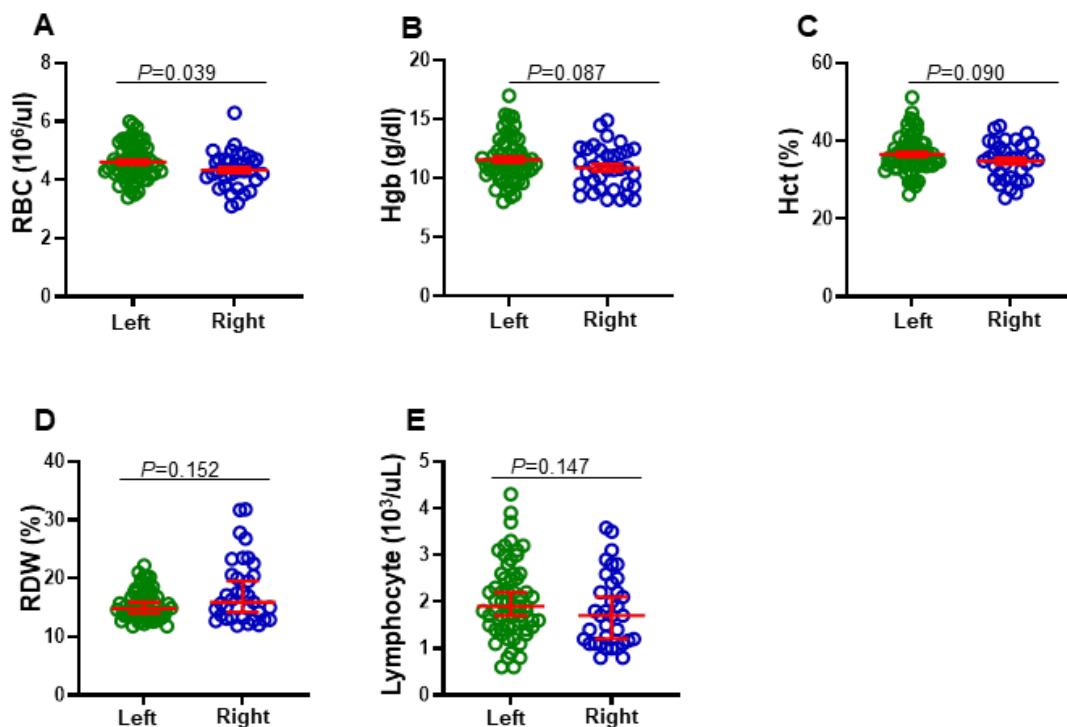 A
P=0.039
RBC (10⁶/ul)
8
6
4
2
0
Left Right
B
P=0.087
Hgb (g/dl)
20
15
10
5
0
Left Right
C
P=0.090
Hct (%)
60
40
20
0
Left Right
D
P=0.152
RDW (%)
40
30
20
10
0
Left Right
E
P=0.147
Lymphocyte (10³/uL)
5
4
3
2
1
0
Left Right